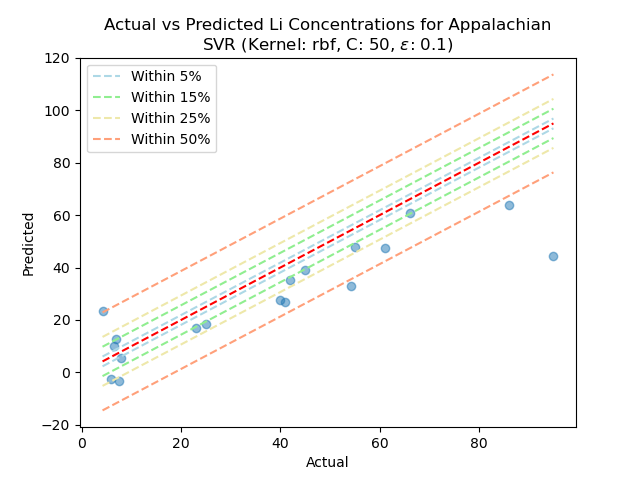 Actual vs Predicted Li Concentrations for Appalachian
SVR (Kernel: rbf, C: 50, ε: 0.1)
120
100
80
60
40
20
0
−20
Within 5%
Within 15%
Within 25%
Within 50%
Predicted
0
20
40
60
80
Actual